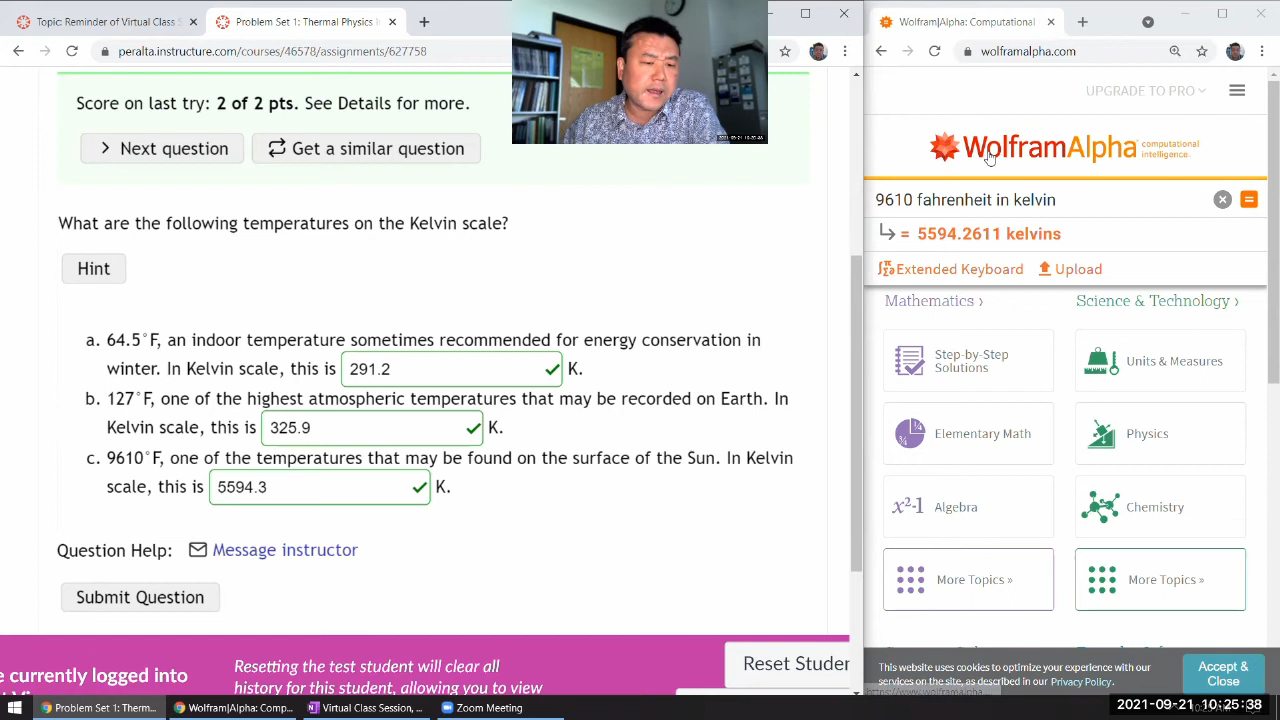 Topic Reminder of Virtual Class S
Problem Set 1: Thermal Physics I
Wolfram|Alpha: Computational
peralta.instructure.com/courses/46578/assignments/627758
wolframalpha.com
UPGRADE TO PRO
Score on last try: 2 of 2 pts. See Details for more.
Next question
Get a similar question
WolframAlpha computational intelligence.
What are the following temperatures on the Kelvin scale?
9610 fahrenheit in kelvin
= 5594.2611 kelvins
Hint
Extended Keyboard
Upload
Mathematics ›
Science & Technology ›
a. 64.5°F, an indoor temperature sometimes recommended for energy conservation in
winter. In Kelvin scale, this is 291.2 K.
b. 127°F, one of the highest atmospheric temperatures that may be recorded on Earth. In
Kelvin scale, this is 325.9 K.
c. 9610°F, one of the temperatures that may be found on the surface of the Sun. In Kelvin
scale, this is 5594.3 K.
Step-by-Step
Solutions
Units & Measures
Elementary Math
Physics
x²-1 Algebra
Chemistry
More Topics »
More Topics »
Question Help: Message instructor
Submit Question
e currently logged into
Resetting the test student will clear all
history for this student, allowing you to view
Reset Studen
This website uses cookies to optimize your experience with our
services on the site, as described in our Privacy Policy.
Accept &
Close
https://www.wolframalpha...
Problem Set 1: Therm...
Wolfram|Alpha: Comp...
Virtual Class Session, ...
Zoom Meeting
2021-09-21 10:25:38